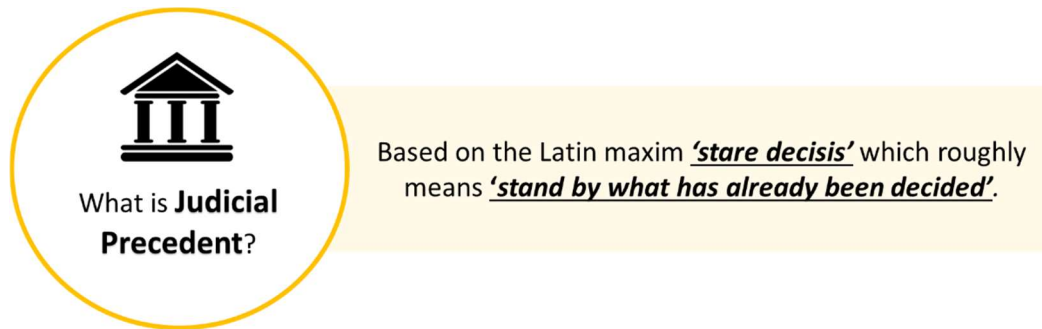 What is Judicial
Precedent?
Based on the Latin maxim ‘stare decisis’ which roughly
means ‘stand by what has already been decided’.